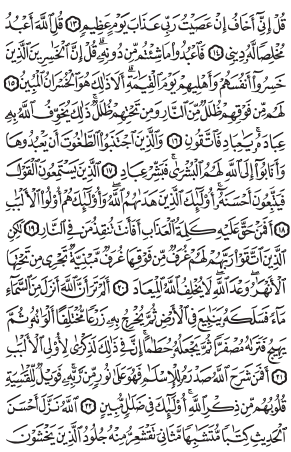 قُلْ إِنِّىٓ أَخَافُ إِنْ عَصَيْتُ رَبِّى عَذَابَ يَوْمٍ عَظِيمٍ ١٣ قُلِ ٱللَّهَ أَعْبُدُ
مُخْلِصًا لَّهُۥ دِينِى ١٤ فَٱعْبُدُوا۟ مَا شِئْتُم مِّن دُونِهِۦ ۗ قُلْ إِنَّ ٱلْخَٰسِرِينَ ٱلَّذِينَ
خَسِرُوٓا۟ أَنفُسَهُمْ وَأَهْلِيهِمْ يَوْمَ ٱلْقِيَٰمَةِ ۗ أَلَا ذَٰلِكَ هُوَ ٱلْخُسْرَانُ ٱلْمُبِينُ ١٥
لَهُم مِّن فَوْقِهِمْ ظُلَلٌ مِّنَ ٱلنَّارِ وَمِن تَحْتِهِمْ ظُلَلٌ ۚ ذَٰلِكَ يُخَوِّفُ ٱللَّهُ بِهِۦ
عِبَادَهُۥ ۚ يَٰعِبَادِ فَٱتَّقُونِ ١٦ وَٱلَّذِينَ ٱجْتَنَبُوا۟ ٱلطَّٰغُوتَ أَن يَعْبُدُوهَا
وَأَنَابُوٓا۟ إِلَى ٱللَّهِ لَهُمُ ٱلْبُشْرَىٰ ۚ فَبَشِّرْ عِبَادِ ١٧ ٱلَّذِينَ يَسْتَمِعُونَ ٱلْقَوْلَ
فَيَتَّبِعُونَ أَحْسَنَهُۥٓ ۚ أُو۟لَٰٓئِكَ ٱلَّذِينَ هَدَىٰهُمُ ٱللَّهُ ۖ وَأُو۟لَٰٓئِكَ هُمْ أُو۟لُوا۟ ٱلْأَلْبَٰبِ
١٨ أَفَمَنْ حَقَّ عَلَيْهِ كَلِمَةُ ٱلْعَذَابِ أَفَأَنتَ تُنقِذُ مَن فِى ٱلنَّارِ ١٩ لَٰكِنِ
ٱلَّذِينَ ٱتَّقَوْا۟ رَبَّهُمْ لَهُمْ غُرَفٌ مِّن فَوْقِهَا غُرَفٌ مَّبْنِيَّةٌ تَجْرِى مِن تَحْتِهَا
ٱلْأَنْهَٰرُ ۖ وَعْدَ ٱللَّهِ ۖ لَا يُخْلِفُ ٱللَّهُ ٱلْمِيعَادَ ٢٠ أَلَمْ تَرَ أَنَّ ٱللَّهَ أَنزَلَ مِنَ ٱلسَّمَآءِ
مَآءً فَسَلَكَهُۥ يَنَٰبِيعَ فِى ٱلْأَرْضِ ثُمَّ يُخْرِجُ بِهِۦ زَرْعًا مُّخْتَلِفًا أَلْوَٰنُهُۥ ثُمَّ
يَهِيجُ فَتَرَىٰهُ مُصْفَرًّا ثُمَّ يَجْعَلُهُۥ حُطَٰمًا ۚ إِنَّ فِى ذَٰلِكَ لَذِكْرَىٰ لِأُو۟لِى ٱلْأَلْبَٰبِ
٢١ أَفَمَن شَرَحَ ٱللَّهُ صَدْرَهُۥ لِلْإِسْلَٰمِ فَهُوَ عَلَىٰ نُورٍ مِّن رَّبِّهِۦ ۚ فَوَيْلٌ لِّلْقَٰسِيَةِ
قُلُوبُهُم مِّن ذِكْرِ ٱللَّهِ ۚ أُو۟لَٰٓئِكَ فِى ضَلَٰلٍ مُّبِينٍ ٢٢ ٱللَّهُ نَزَّلَ أَحْسَنَ
ٱلْحَدِيثِ كِتَٰبًا مُّتَشَٰبِهًا مَّثَانِىَ تَقْشَعِرُّ مِنْهُ جُلُودُ ٱلَّذِينَ يَخْشَوْنَ